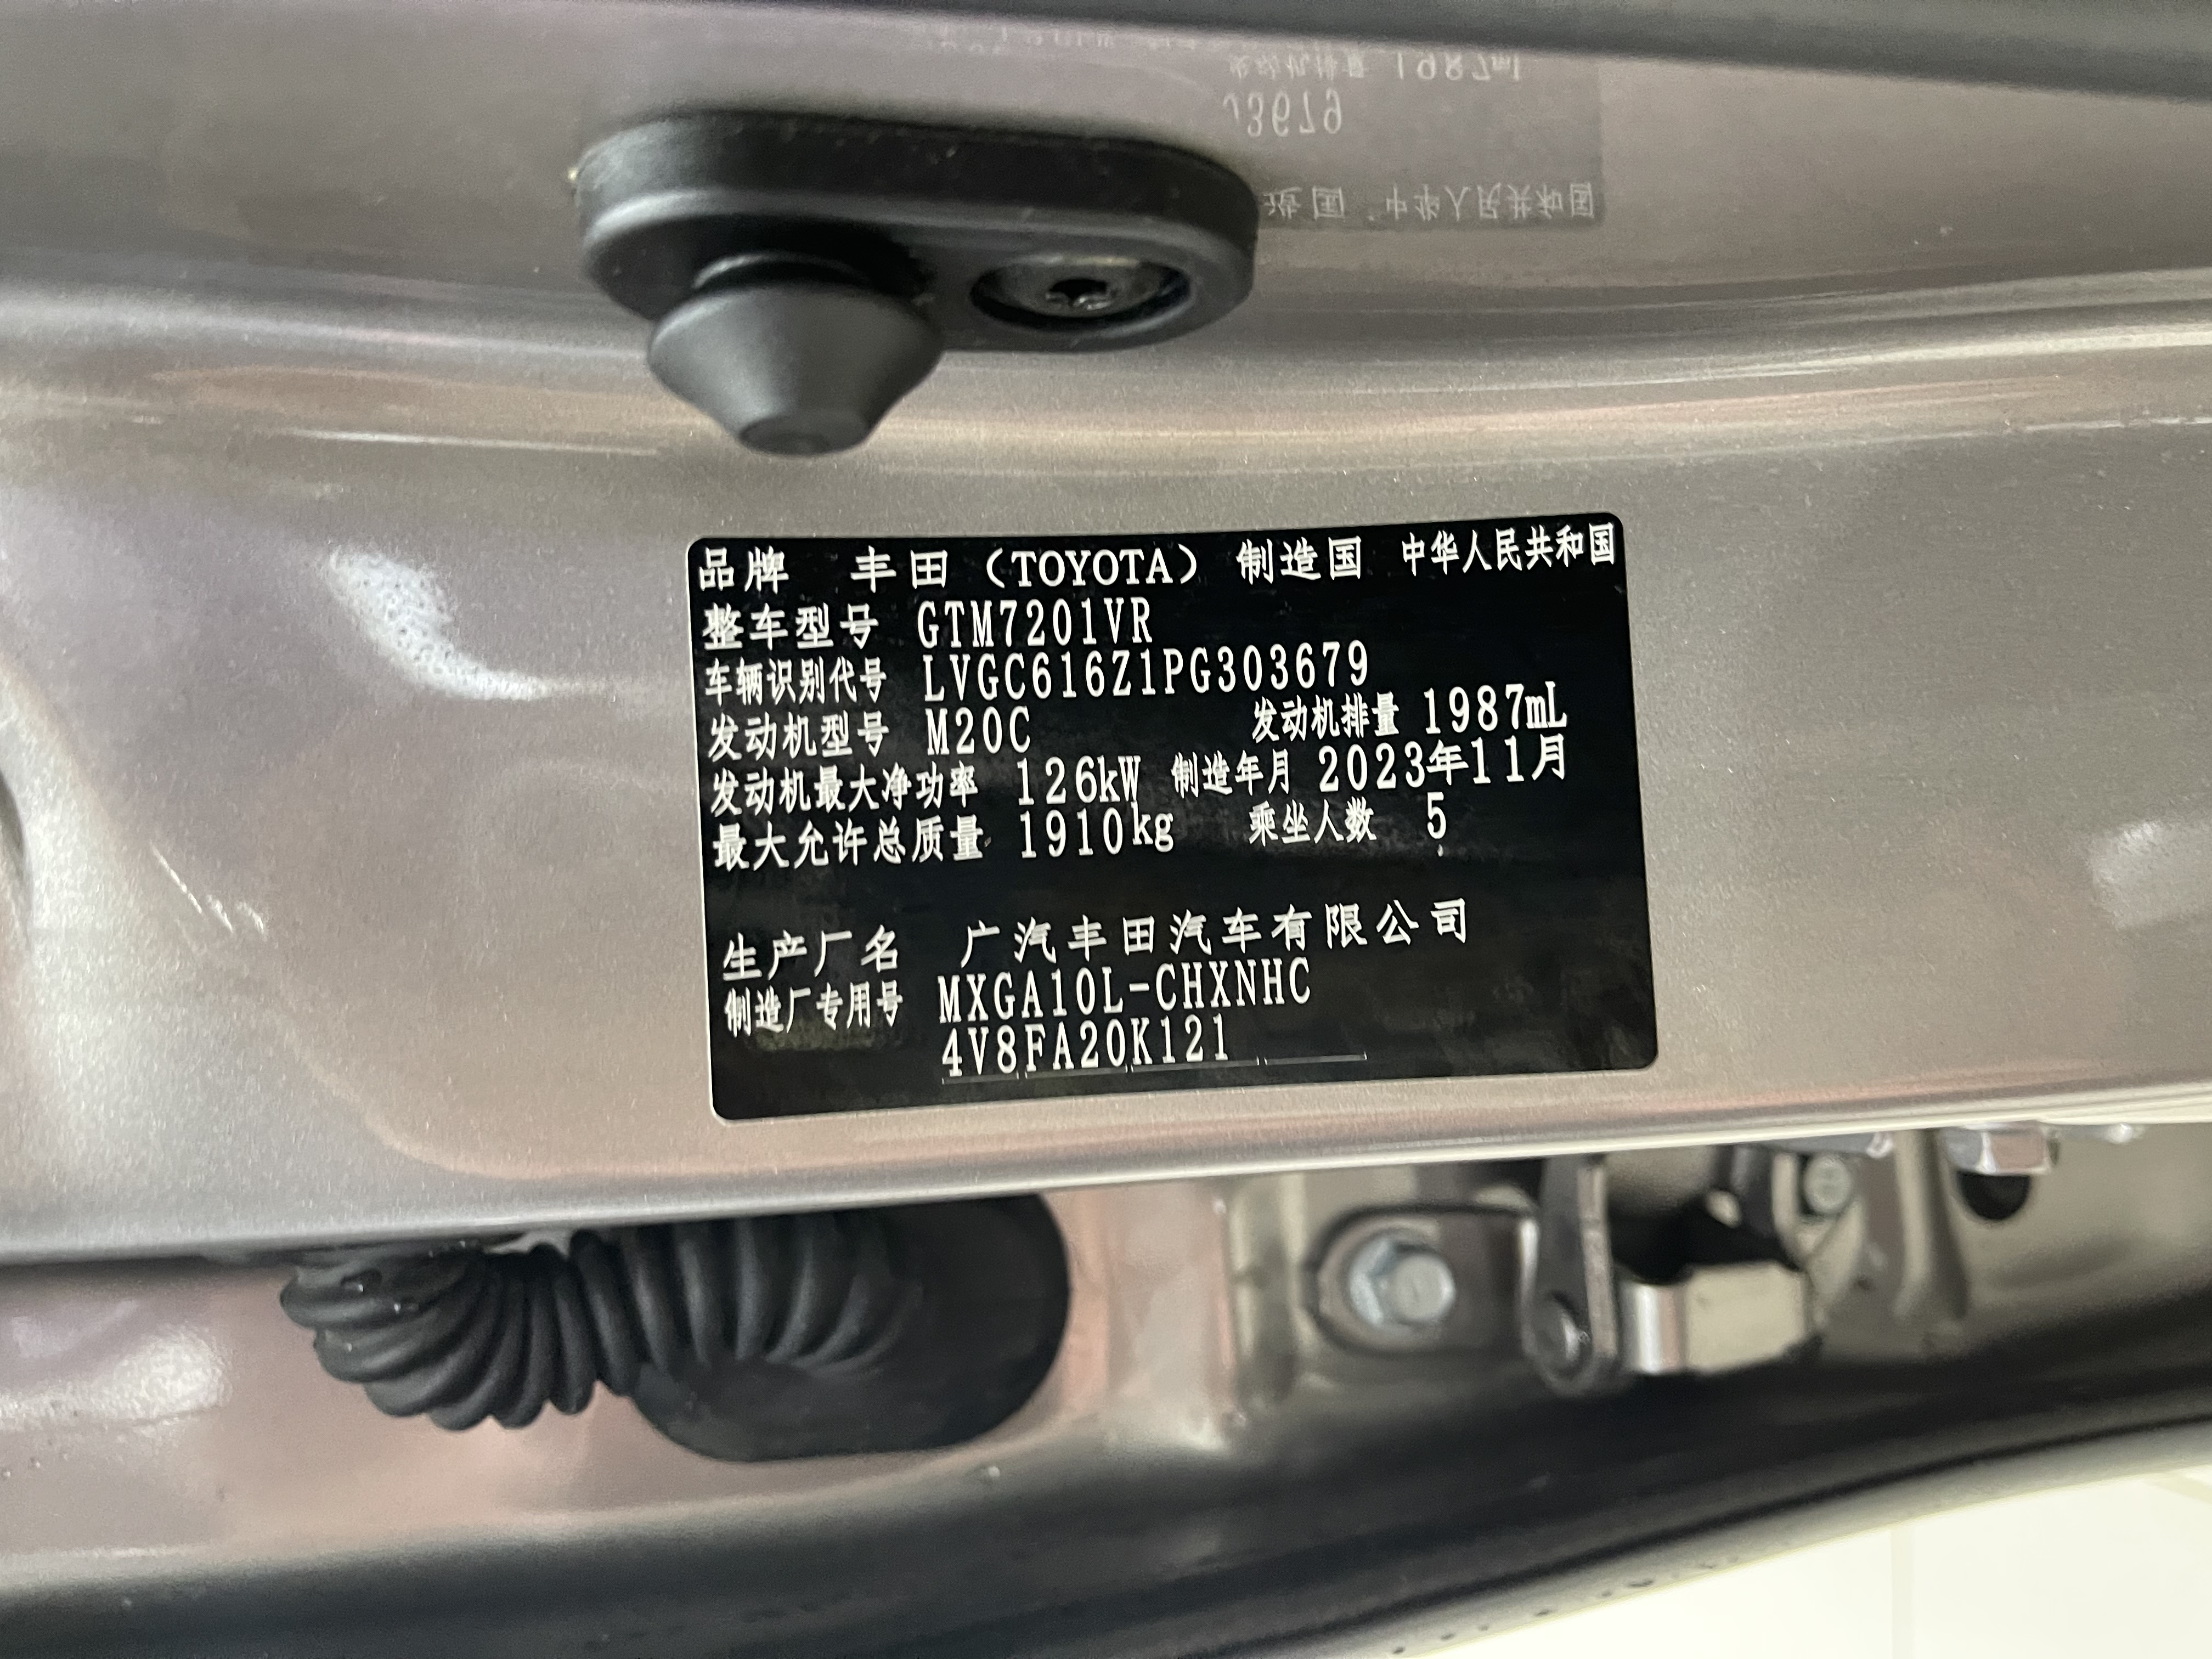 品牌 丰田（TOYOTA） 制造国 中华人民共和国
整车型号 GTM7201VR
车辆识别代号 LVGC616Z1PG303679
发动机型号 M20C 发动机排量 1987mL
发动机最大净功率 126kW 制造年月 2023年11月
最大允许总质量 1910kg 乘坐人数 5
生产厂名 广汽丰田汽车有限公司
制造厂专用号 MXGA10L-CHXNHC
4V8FA20K121